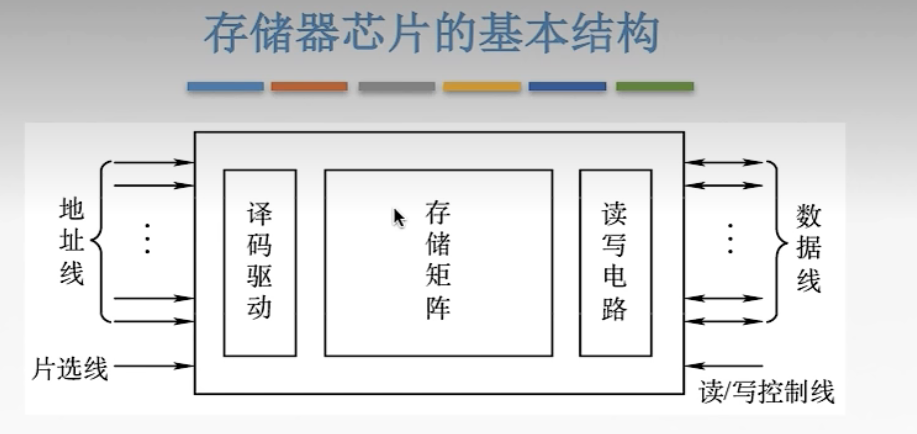 存储器芯片的基本结构
地址线
译码驱动
存储矩阵
读写电路
数据线
片选线
读/写控制线